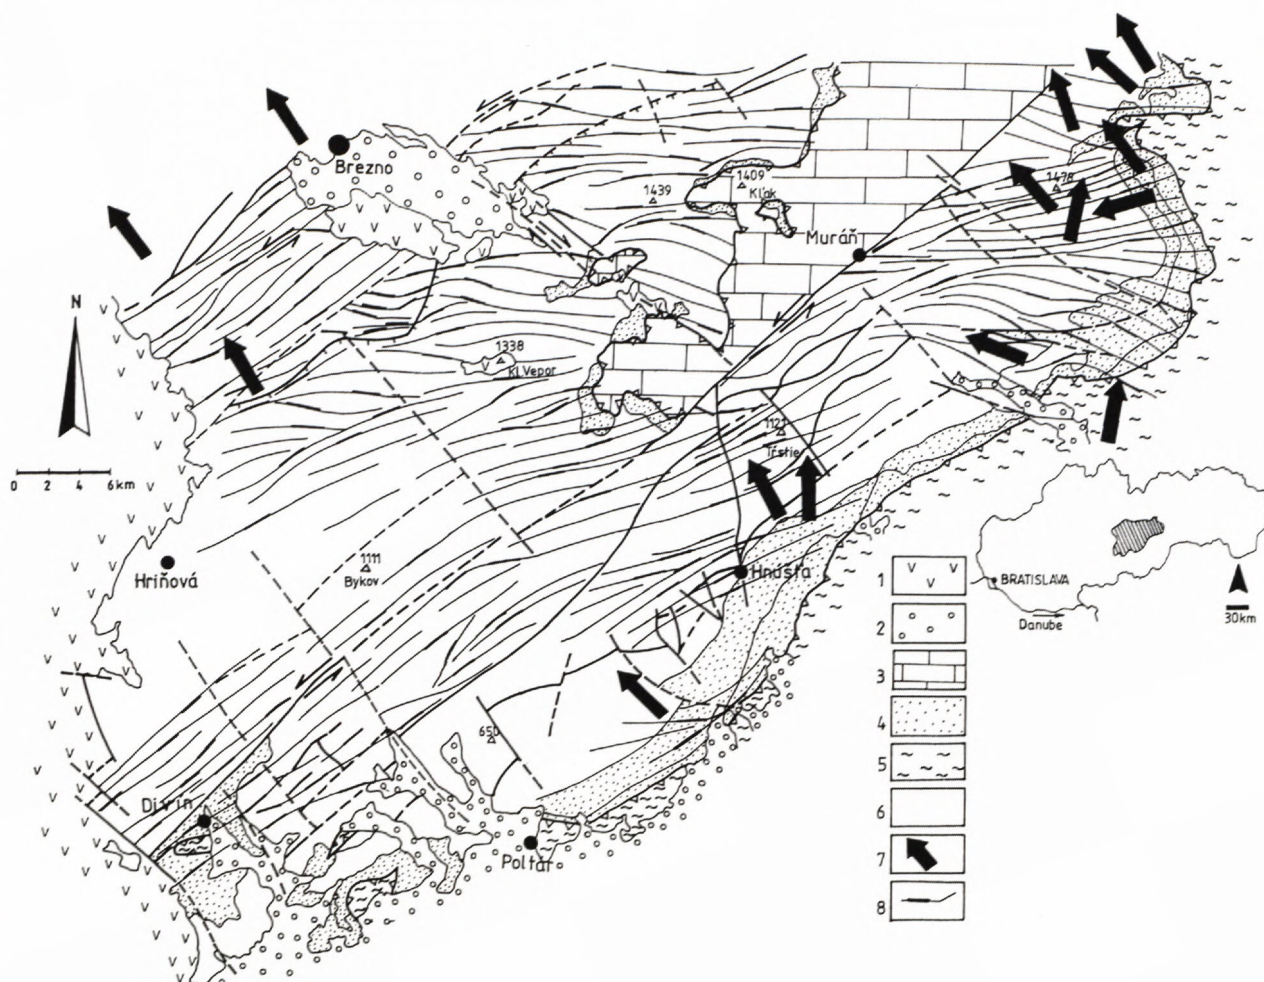 Brezno
1439
1409
Kľak
1478
Muráň
N
1338
Kl.Vepor
0 2 4 6km
1121
Tŕstie
1111
Bykov
Hriňová
Hnúšťa
BRATISLAVA
Danube
30km
650
Divín
Poltár
1
2
3
4
5
6
7
8